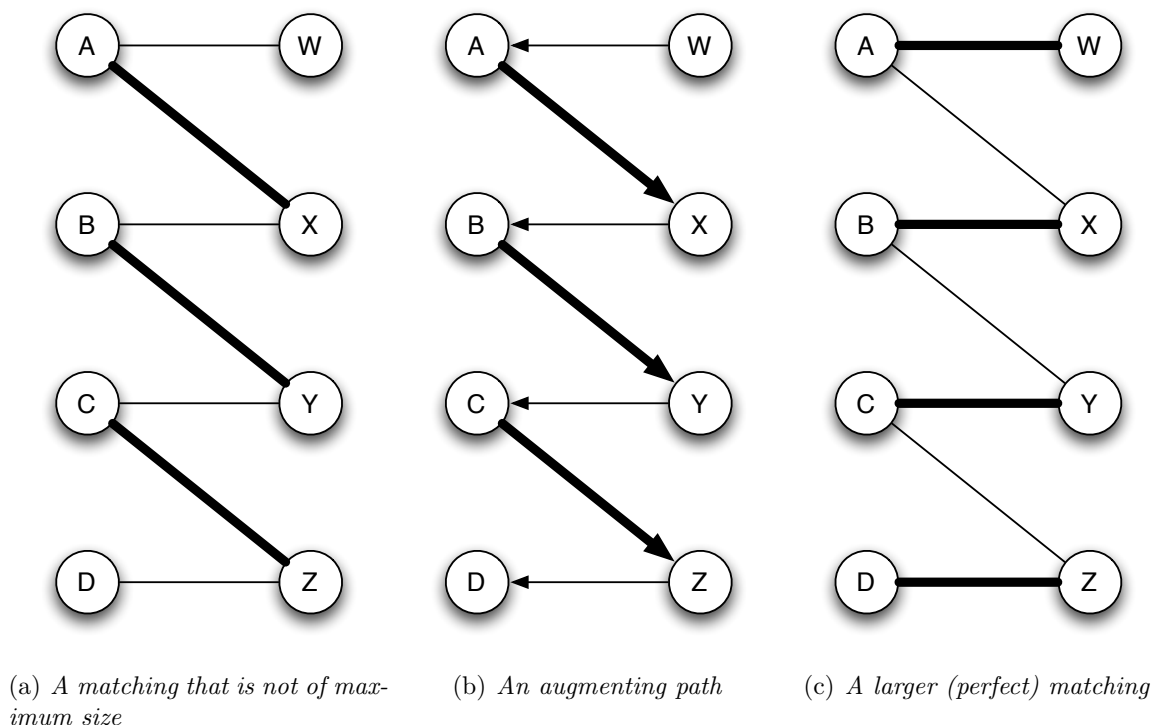 A W A W A W
B X B X B X
C Y C Y C Y
D Z D Z D Z
(a) A matching that is not of max-
imum size
(b) An augmenting path
(c) A larger (perfect) matching